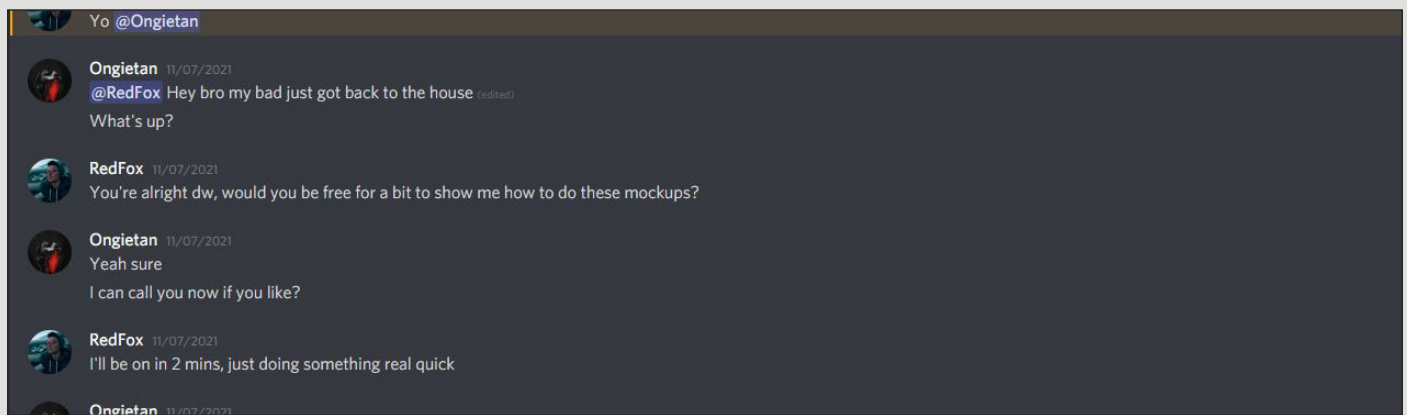 Yo @Ongietan
Ongietan 11/07/2021
@RedFox Hey bro my bad just got back to the house (edited)
What's up?
RedFox 11/07/2021
You're alright dw, would you be free for a bit to show me how to do these mockups?
Ongietan 11/07/2021
Yeah sure
I can call you now if you like?
RedFox 11/07/2021
I'll be on in 2 mins, just doing something real quick
Ongietan 11/07/2021